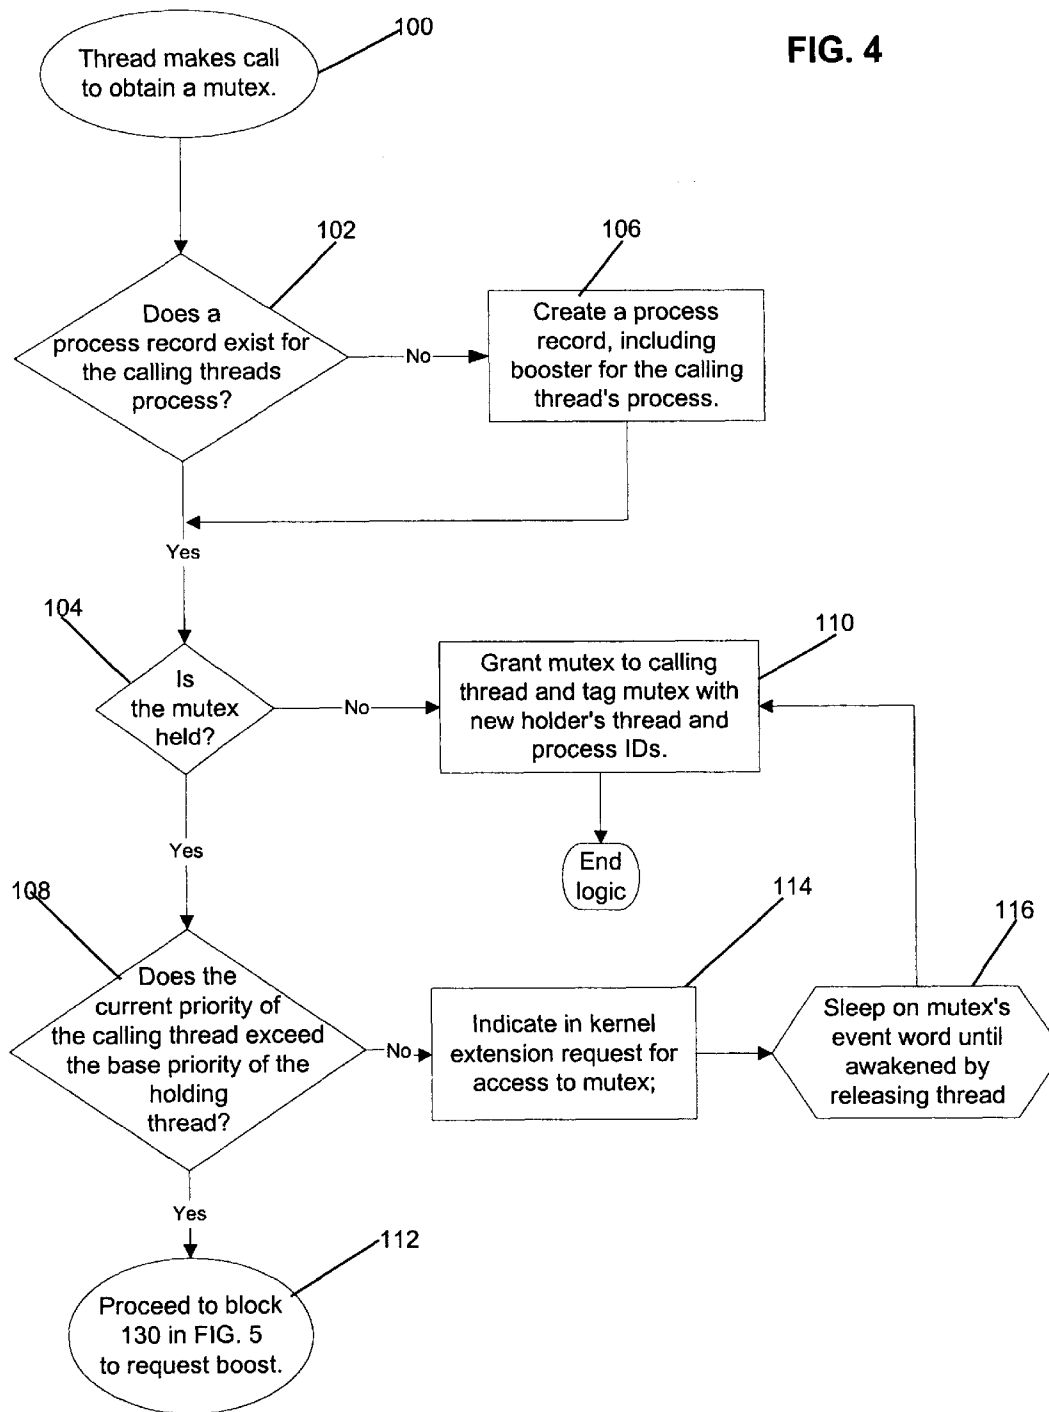 FIG. 4
100
Thread makes call
to obtain a mutex.
102
Does a
process record exist for
the calling threads
process?
No
106
Create a process
record, including
booster for the calling
thread's process.
Yes
104
Is
the mutex
held?
No
110
Grant mutex to calling
thread and tag mutex with
new holder's thread and
process IDs.
End
logic
Yes
108
Does the
current priority of
the calling thread exceed
the base priority of the
holding
thread?
No
114
Indicate in kernel
extension request for
access to mutex;
116
Sleep on mutex's
event word until
awakened by
releasing thread
Yes
112
Proceed to block
130 in FIG. 5
to request boost.